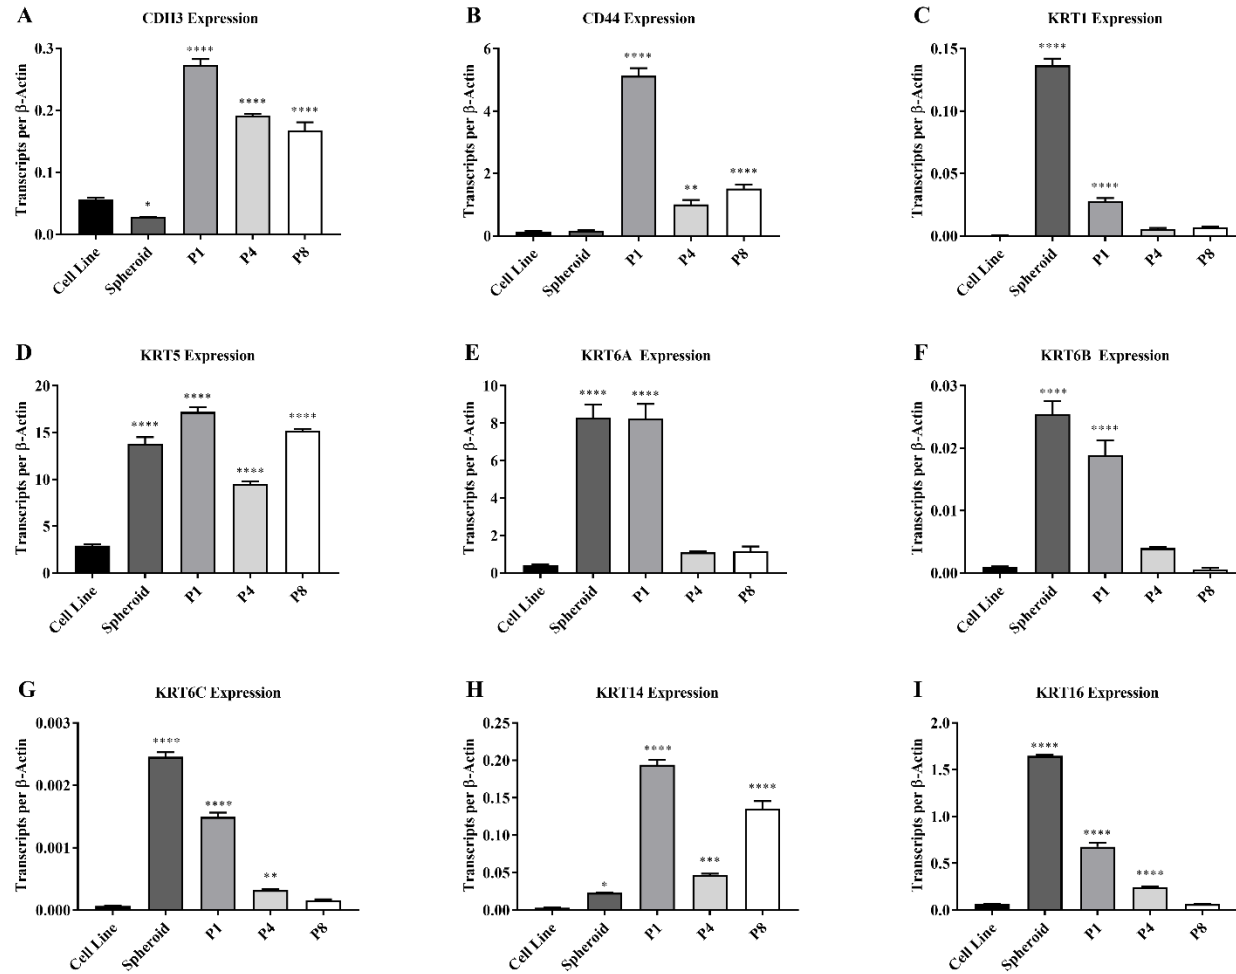 A
CDH3 Expression
Transcripts per β-Actin
0.3
0.2
0.1
0.0
****
*
****
****
Cell Line
Spheroid
P1
P4
P8
B
CD44 Expression
Transcripts per β-Actin
6
4
2
0
****
**
****
Cell Line
Spheroid
P1
P4
P8
C
KRT1 Expression
Transcripts per β-Actin
0.15
0.10
0.05
0.00
****
****
Cell Line
Spheroid
P1
P4
P8
D
KRT5 Expression
Transcripts per β-Actin
20
15
10
5
0
****
****
****
****
Cell Line
Spheroid
P1
P4
P8
E
KRT6A Expression
Transcripts per β-Actin
10
8
6
4
2
0
****
****
Cell Line
Spheroid
P1
P4
P8
F
KRT6B Expression
Transcripts per β-Actin
0.03
0.02
0.01
0.00
****
****
Cell Line
Spheroid
P1
P4
P8
G
KRT6C Expression
Transcripts per β-Actin
0.003
0.002
0.001
0.000
****
****
**
Cell Line
Spheroid
P1
P4
P8
H
KRT14 Expression
Transcripts per β-Actin
0.25
0.20
0.15
0.10
0.05
0.00
*
****
***
****
Cell Line
Spheroid
P1
P4
P8
I
KRT16 Expression
Transcripts per β-Actin
2.0
1.5
1.0
0.5
0.0
****
****
****
Cell Line
Spheroid
P1
P4
P8